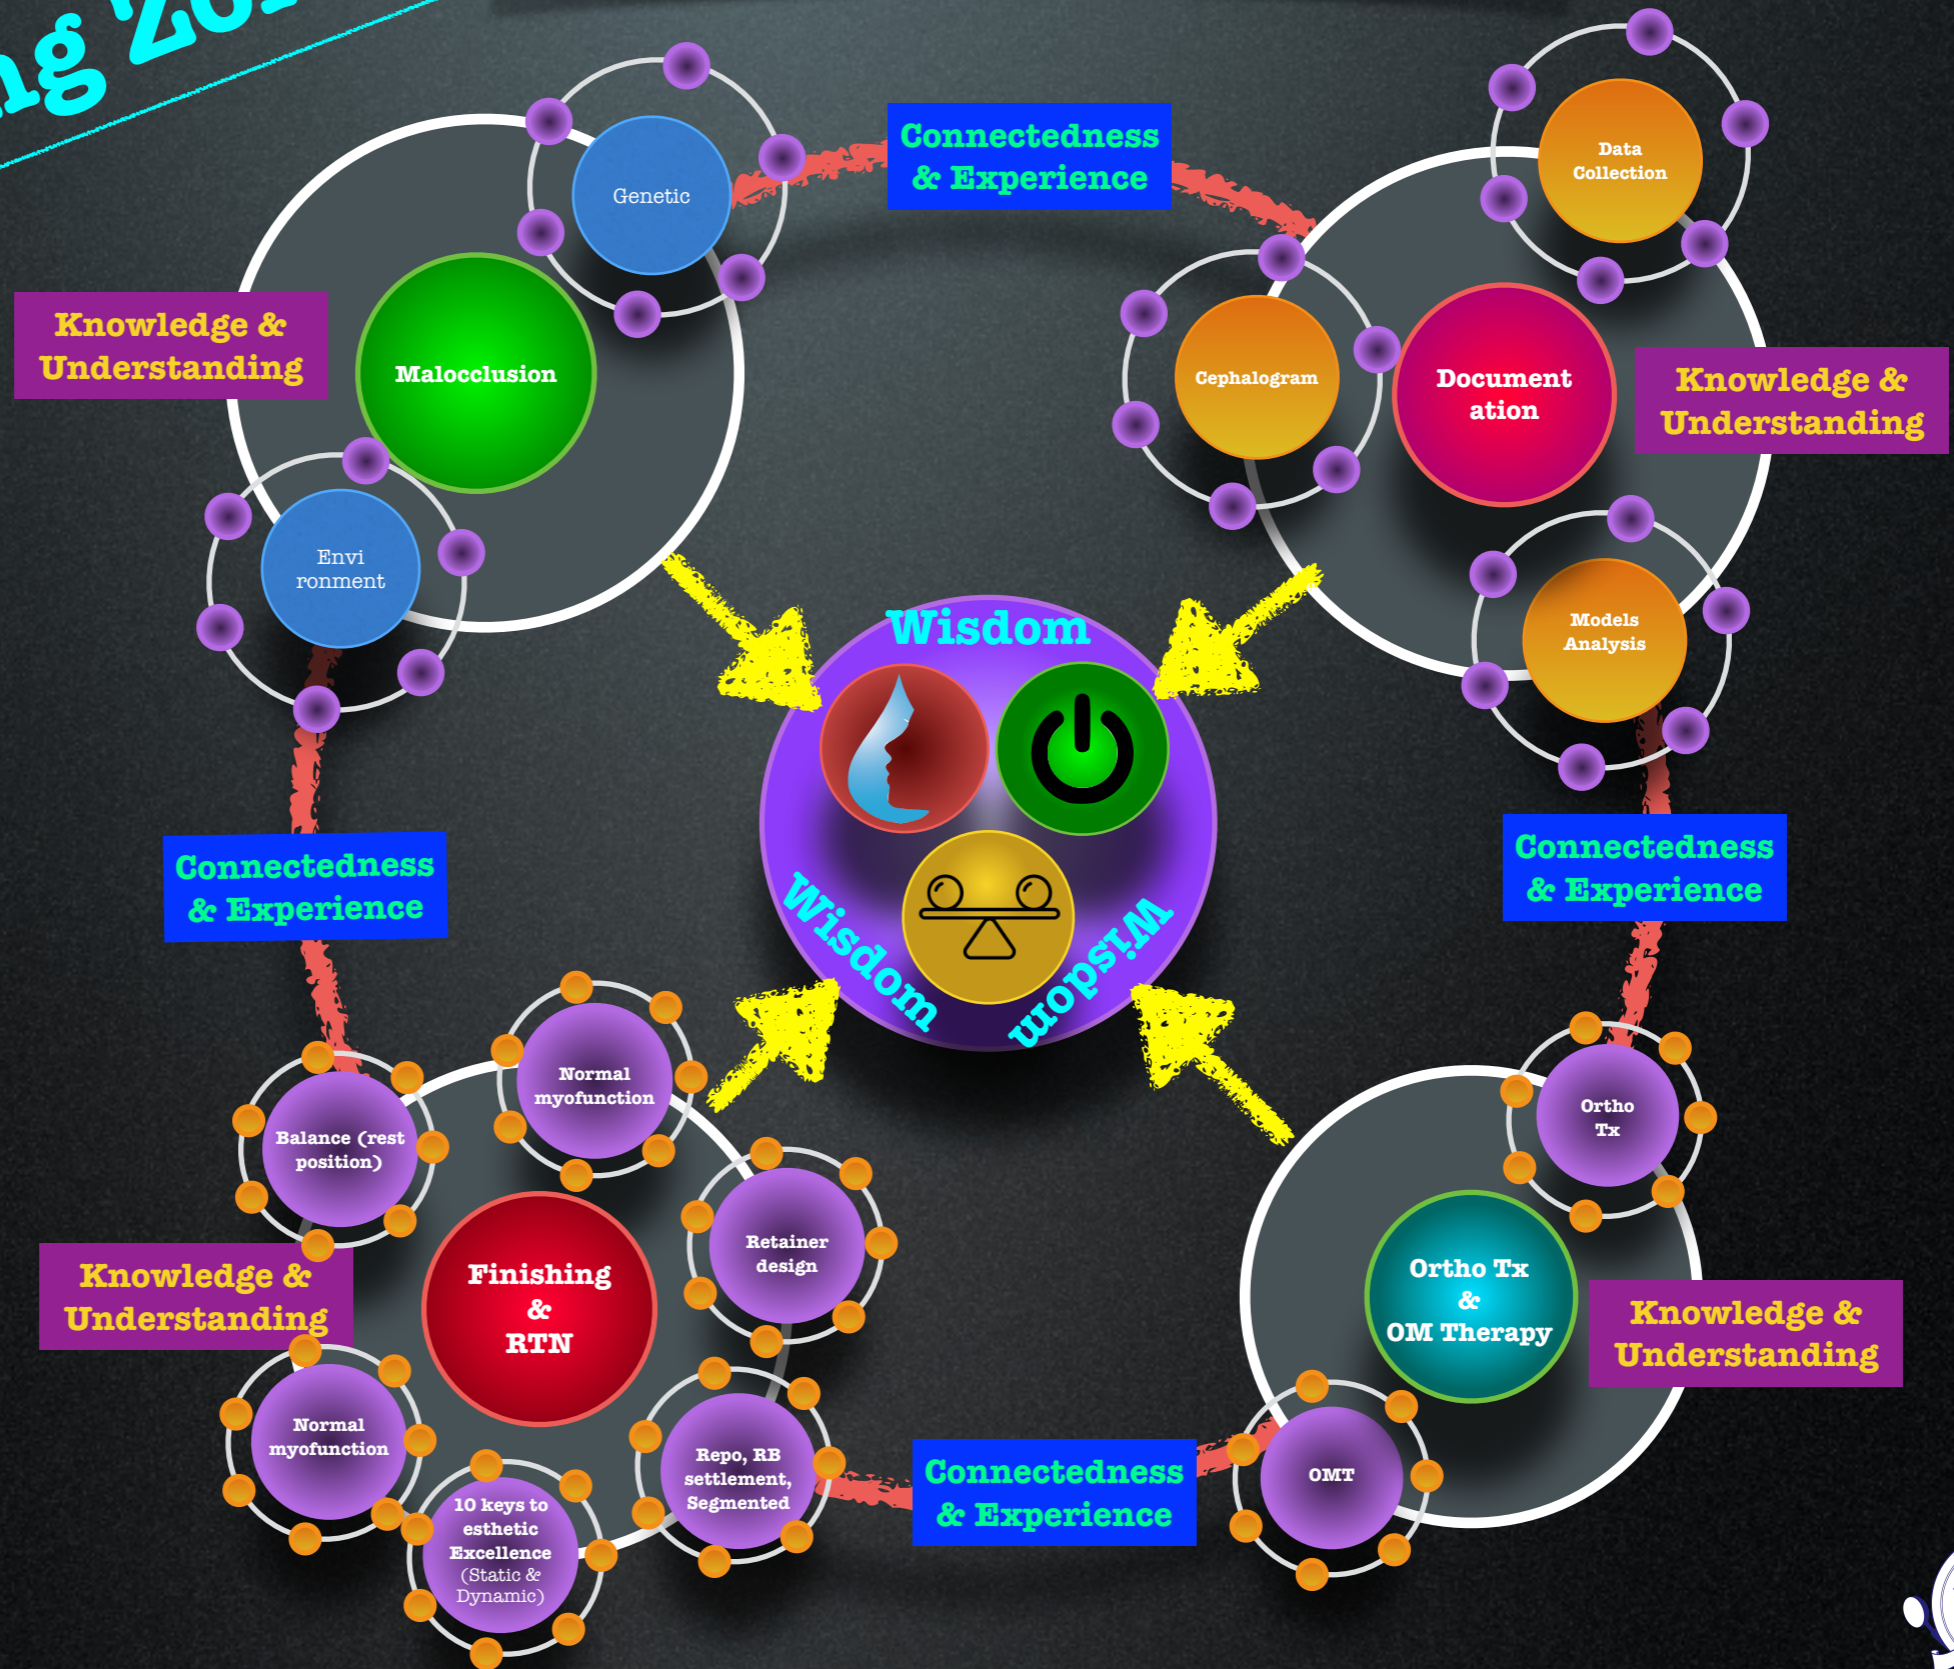 Connectedness
& Experience
Data
Collection
Genetic
Knowledge &
Understanding
Malocclusion
Cephalogram
Document
ation
Knowledge &
Understanding
Envi
ronment
Models
Analysis
Wisdom
Wisdom
Wisdom
Connectedness
& Experience
Connectedness
& Experience
Normal
myofunction
Balance (rest
position)
Ortho
Tx
Retainer
design
Knowledge &
Understanding
Finishing
&
RTN
Ortho Tx
&
OM Therapy
Knowledge &
Understanding
Normal
myofunction
Repo, RB
settlement,
Segmented
Connectedness
& Experience
OMT
10 keys to
esthetic
Excellence
(Static &
Dynamic)